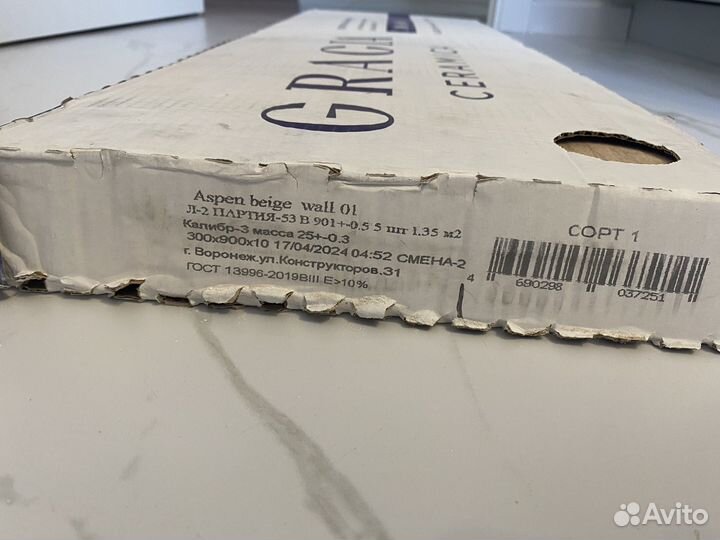 GRACIA
CERAMIC
Aspen beige wall 01
Л-2 ПАРТИЯ-53 В 901+-0.5 5 шт 1.35 м2
Калибр-3 масса 25+-0.3
300x900x10 17/04/2024 04:52 СМЕНА-2
г. Воронеж.ул.Конструкторов.31
ГОСТ 13996-2019BIII E>10%
СОРТ 1
4 690298 037251
Avito